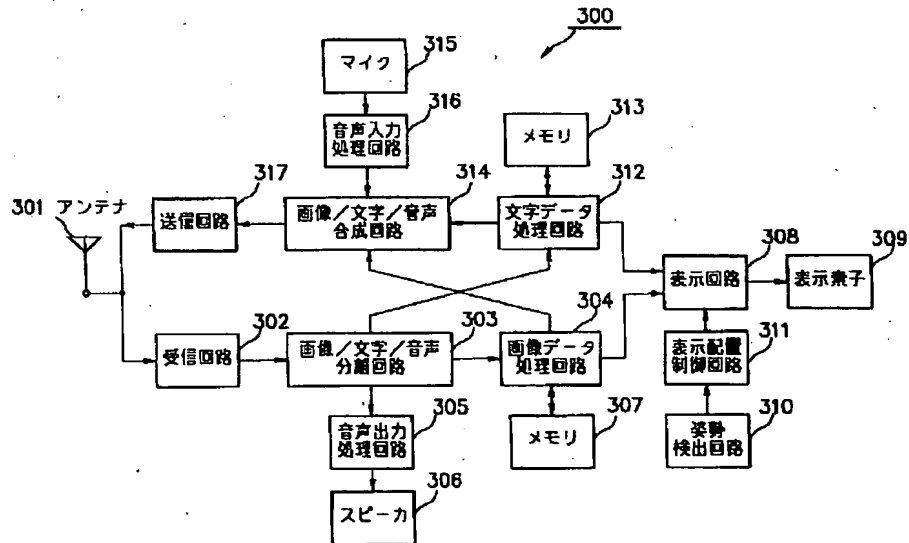 300
315
マイク
316
音声入力
処理回路
313
メモリ
317
314
312
301 アンテナ
送信回路
画像/文字/音声
合成回路
文字データ
処理回路
308
309
表示回路
表示素子
302
303
304
311
受信回路
画像/文字/音声
分離回路
画像データ
処理回路
表示配置
制御回路
305
307
310
音声出力
処理回路
メモリ
姿勢
検出回路
306
スピーカ